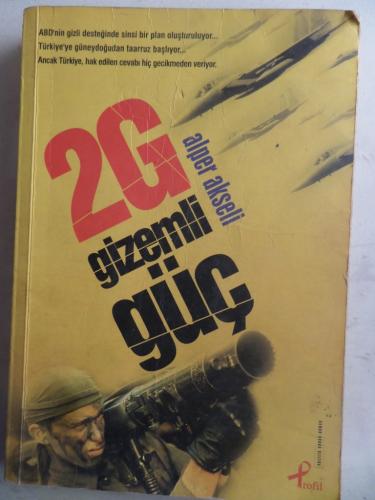 ABD'nin gizli desteğinde sinsi bir plan oluşturuluyor...
Türkiye'ye güneydoğudan taarruz başlıyor...
Ancak Türkiye, hak edilen cevabı hiç gecikmeden veriyor.
2G
alper akseli
gizemli
güç
Profil